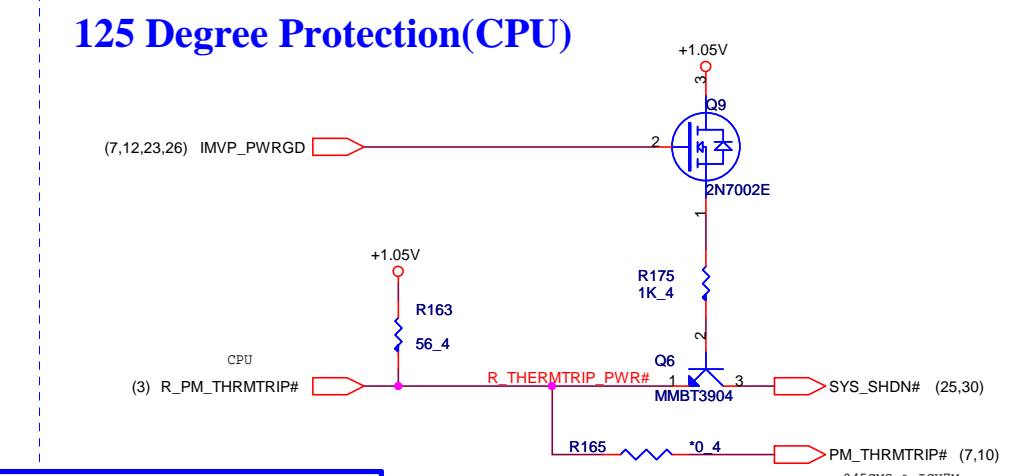 125 Degree Protection(CPU)
+1.05V
3
Q9
(7,12,23,26) IMVP_PWRGD
2
2N7002E
1
+1.05V
R175
1K_4
R163
56_4
2
CPU
Q6
(3) R_PM_THRMTRIP#
R_THERMTRIP_PWR#
1
3
SYS_SHDN# (25,30)
MMBT3904
R165
*0_4
PM_THRMTRIP# (7,10)